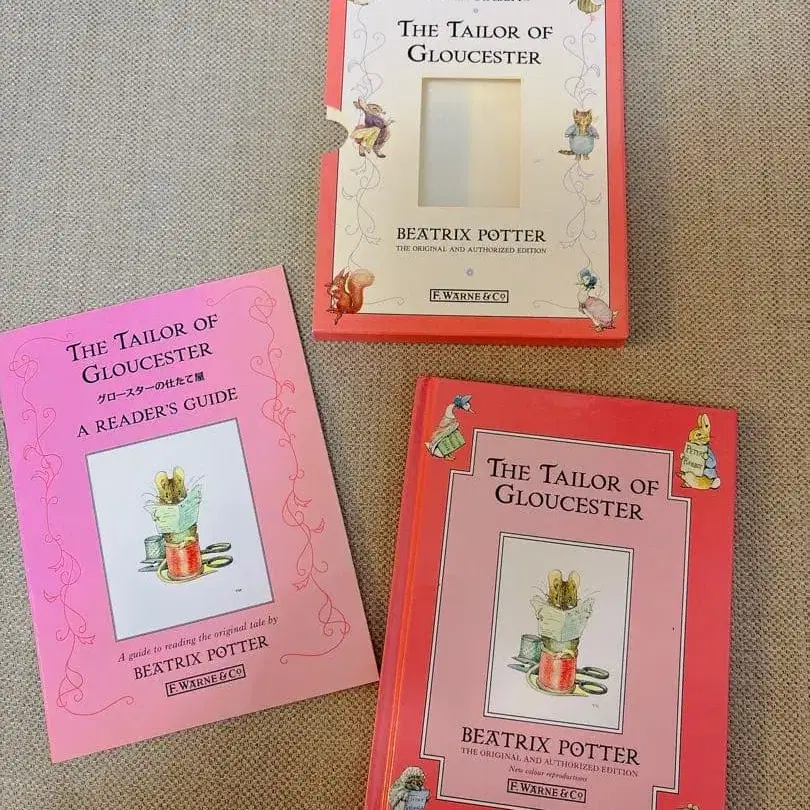 THE TAILOR OF
GLOUCESTER
BEATRIX POTTER
THE ORIGINAL AND AUTHORIZED EDITION
F. WARNE & Co
THE TAILOR OF
GLOUCESTER
グロースターの仕たて屋
A READER'S GUIDE
A guide to reading the original tale by
BEATRIX POTTER
F. WARNE & Co
THE TAILOR OF
GLOUCESTER
PETER
RABBIT
BEATRIX POTTER
THE ORIGINAL AND AUTHORIZED EDITION
New colour reproductions
F. WARNE & Co